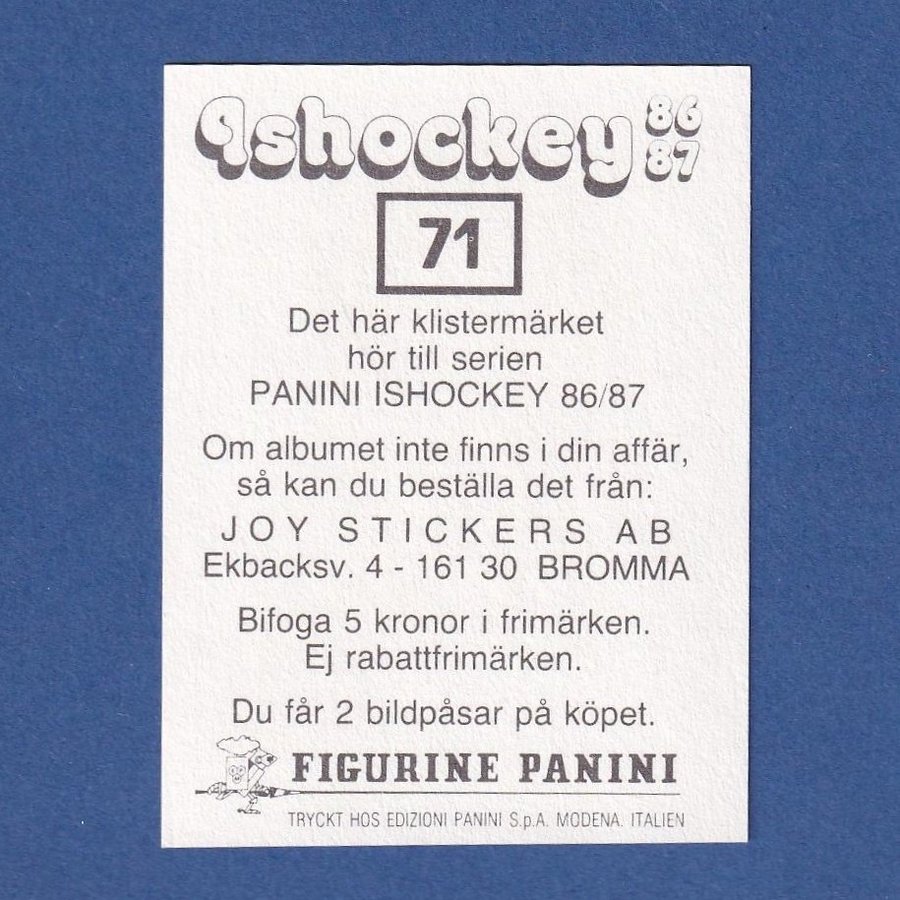 Ishockey 86
87
71
Det här klistermärket
hör till serien
PANINI ISHOCKEY 86/87
Om albumet inte finns i din affär,
så kan du beställa det från:
JOY STICKERS AB
Ekbacksv. 4 - 161 30 BROMMA
Bifoga 5 kronor i frimärken.
Ej rabattfrimärken.
Du får 2 bildpåsar på köpet.
FIGURINE PANINI
TRYCKT HOS EDIZIONI PANINI S.p.A. MODENA. ITALIEN